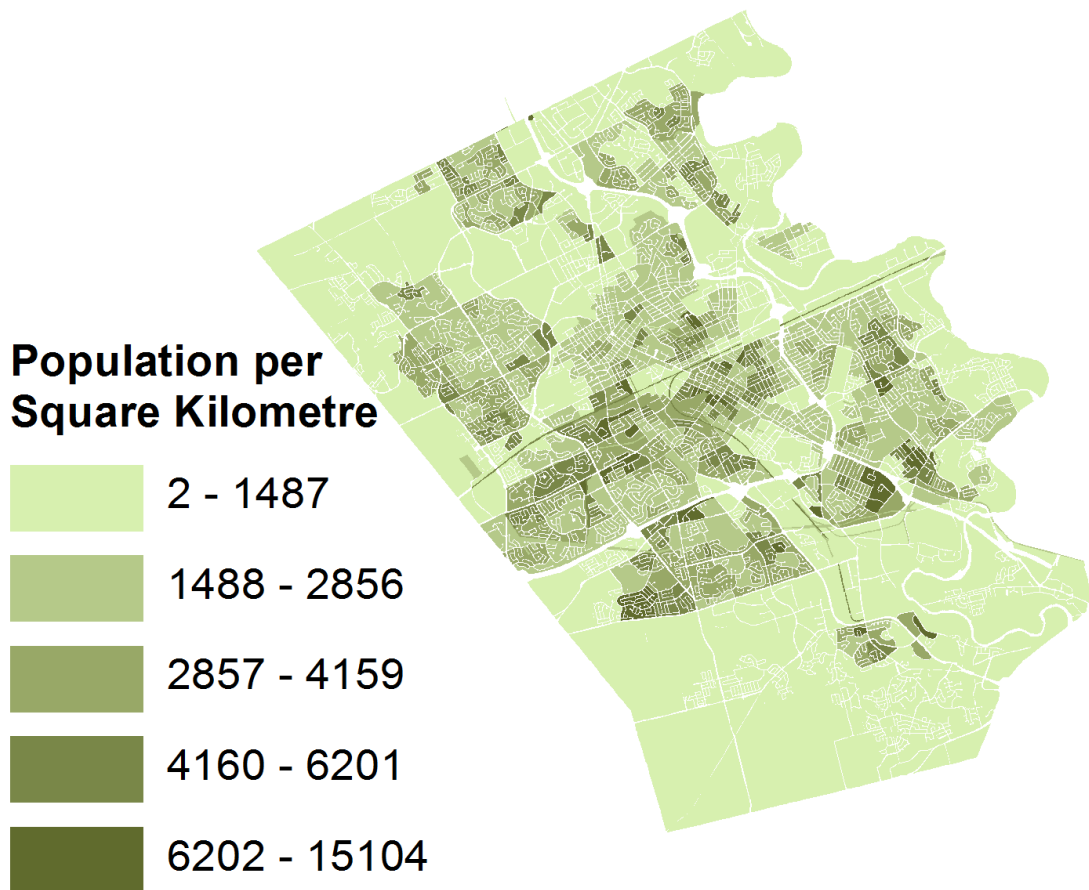 Population per
Square Kilometre
2 - 1487
1488 - 2856
2857 - 4159
4160 - 6201
6202 - 15104